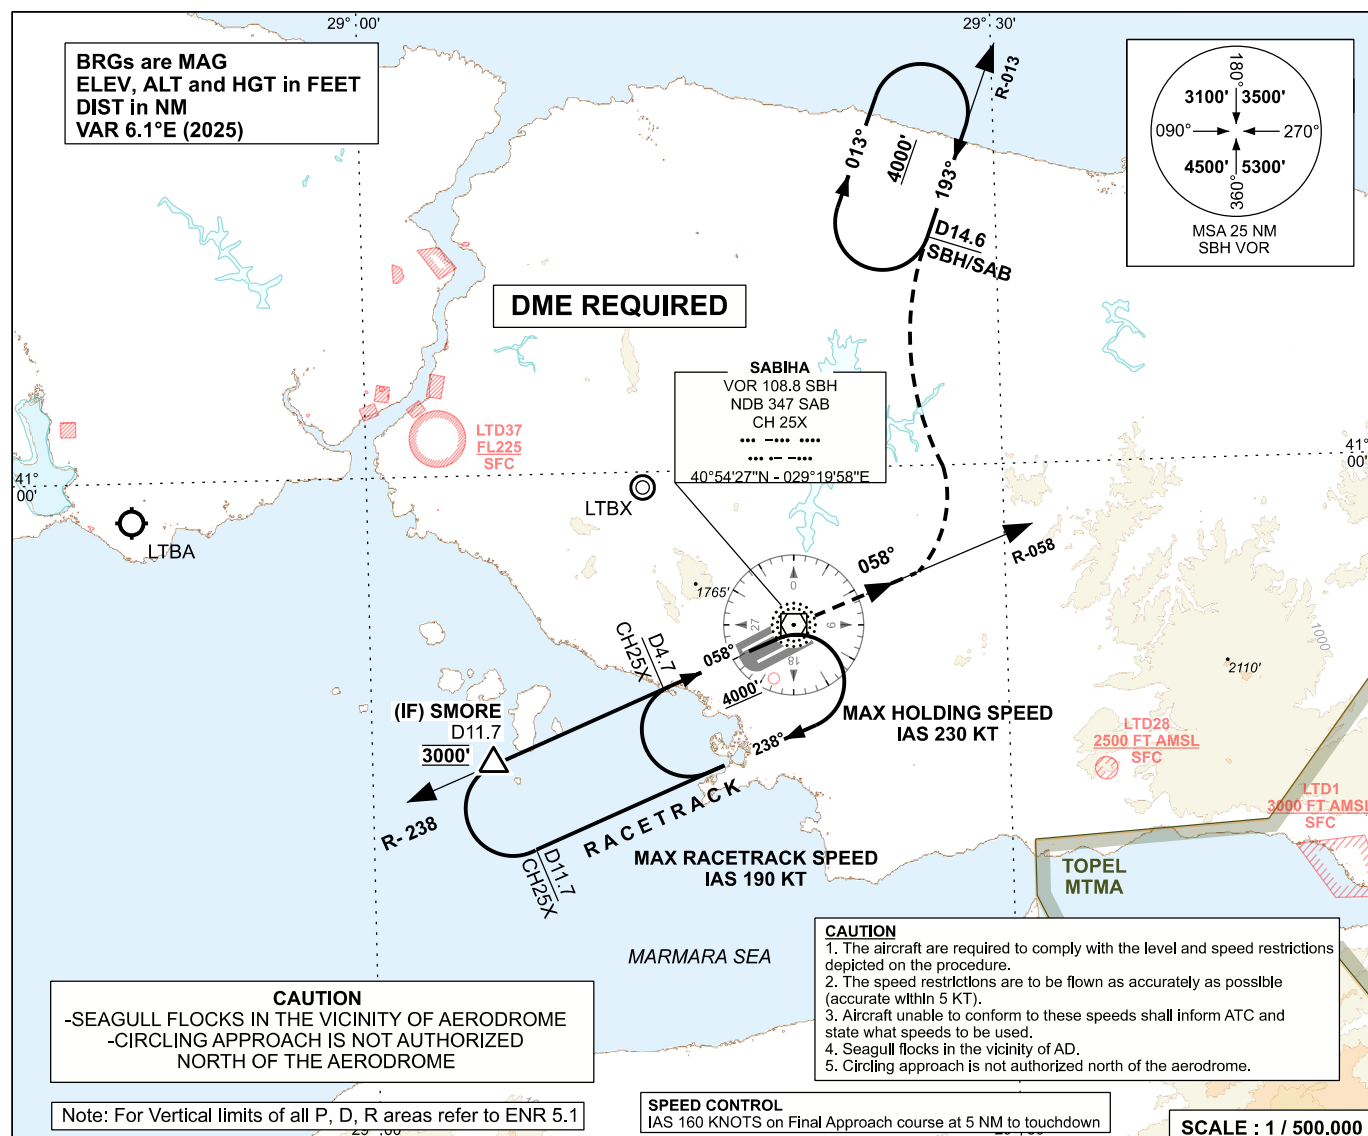 29° 00'
29° 30'
BRGs are MAG
ELEV, ALT and HGT in FEET
DIST in NM
VAR 6.1°E (2025)
R-013
180°
3100' 3500'
090° 270°
4500' 5300'
360°
MSA 25 NM
SBH VOR
013°
4000'
193°
D14.6
SBH/SAB
DME REQUIRED
SABIHA
VOR 108.8 SBH
NDB 347 SAB
CH 25X
40°54'27"N - 029°19'58"E
LTD37
FL225
SFC
41°
00'
41°
00'
LTBX
LTBA
058°
R-058
1765'
0
27
9
18
D4.7
CH25X
058°
4000'
238°
(IF) SMORE
D11.7
3000'
R- 238
MAX HOLDING SPEED
IAS 230 KT
1000'
2110'
LTD28
2500 FT AMSL
SFC
LTD1
3000 FT AMSL
SFC
RACETRACK
D11.7
CH25X
MAX RACETRACK SPEED
IAS 190 KT
TOPEL
MTMA
MARMARA SEA
CAUTION
1. The aircraft are required to comply with the level and speed restrictions
depicted on the procedure.
2. The speed restrictions are to be flown as accurately as possible
(accurate within 5 KT).
3. Aircraft unable to conform to these speeds shall inform ATC and
state what speeds to be used.
4. Seagull flocks in the vicinity of AD.
5. Circling approach is not authorized north of the aerodrome.
CAUTION
-SEAGULL FLOCKS IN THE VICINITY OF AERODROME
-CIRCLING APPROACH IS NOT AUTHORIZED
NORTH OF THE AERODROME
Note: For Vertical limits of all P, D, R areas refer to ENR 5.1
SPEED CONTROL
IAS 160 KNOTS on Final Approach course at 5 NM to touchdown
SCALE : 1 / 500.000